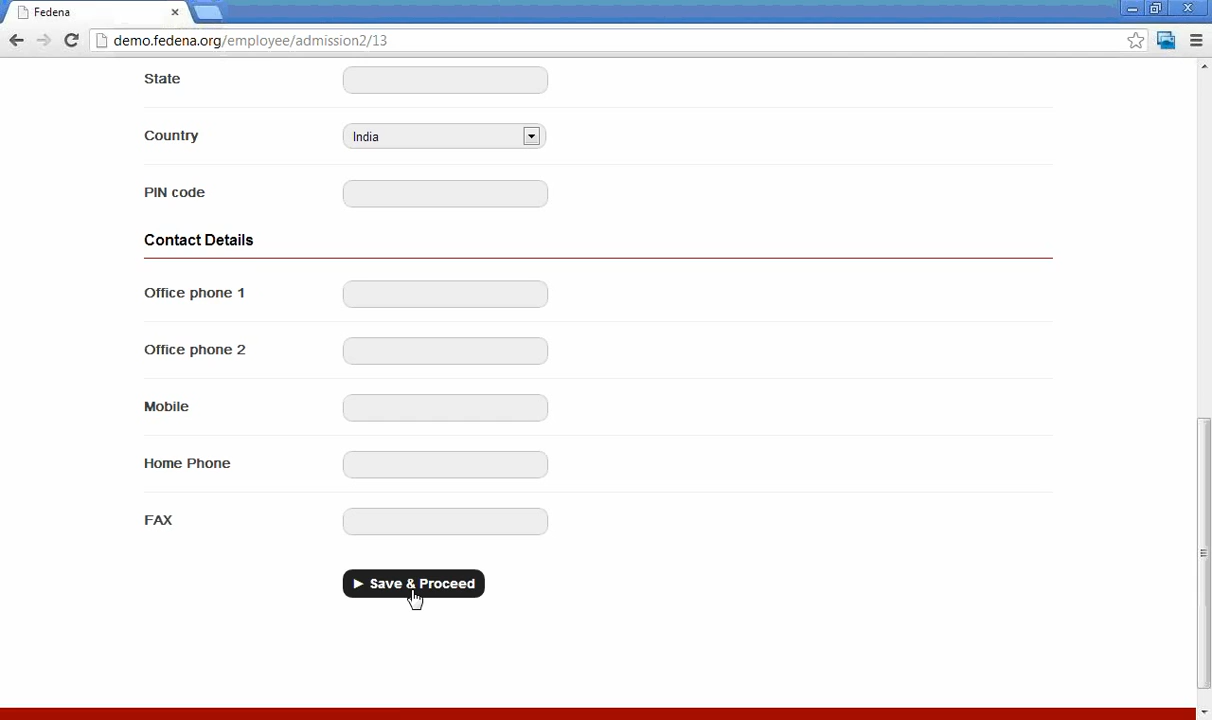 Fedena
demo.fedena.org/employee/admission2/13
State
Country
India
PIN code
Contact Details
Office phone 1
Office phone 2
Mobile
Home Phone
FAX
Save & Proceed